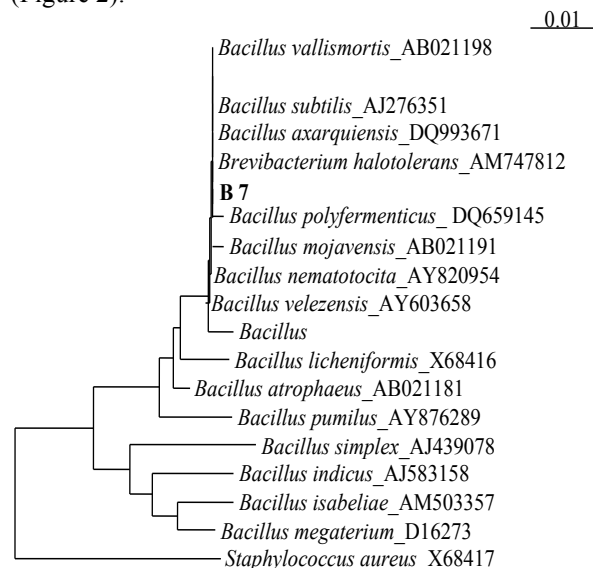 (Figure 2).
0.01
Bacillus vallismortis_AB021198
Bacillus subtilis_AJ276351
Bacillus axarquiensis_DQ993671
Brevibacterium halotolerans_AM747812
B 7
Bacillus polyfermenticus_ DQ659145
Bacillus mojavensis_AB021191
Bacillus nematotocita_AY820954
Bacillus velezensis_AY603658
Bacillus
Bacillus licheniformis_X68416
Bacillus atrophaeus_AB021181
Bacillus pumilus_AY876289
Bacillus simplex_AJ439078
Bacillus indicus_AJ583158
Bacillus isabeliae_AM503357
Bacillus megaterium_D16273
Staphylococcus aureus_X68417